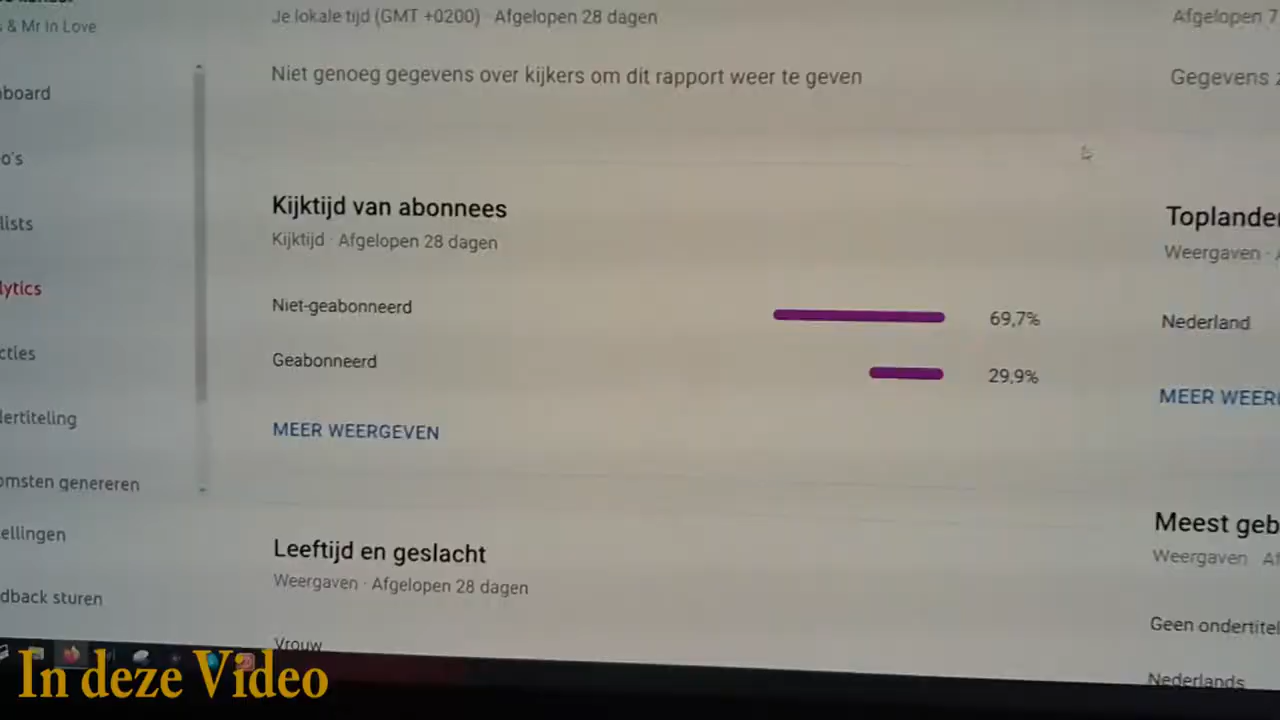 & Mr In Love
board
o's
lists
lytics
cties
dertiteling
omsten genereren
ellingen
dback sturen
Je lokale tijd (GMT +0200) · Afgelopen 28 dagen
Niet genoeg gegevens over kijkers om dit rapport weer te geven
Kijktijd van abonnees
Kijktijd · Afgelopen 28 dagen
Niet-geabonneerd 69,7%
Geabonneerd 29,9%
MEER WEERGEVEN
Leeftijd en geslacht
Weergaven · Afgelopen 28 dagen
Vrouw
Afgelopen 7
Gegevens
Toplande
Weergaven ·
Nederland
MEER WEER
Meest geb
Weergaven · Af
Geen ondertitel
Nederlands
In deze Video